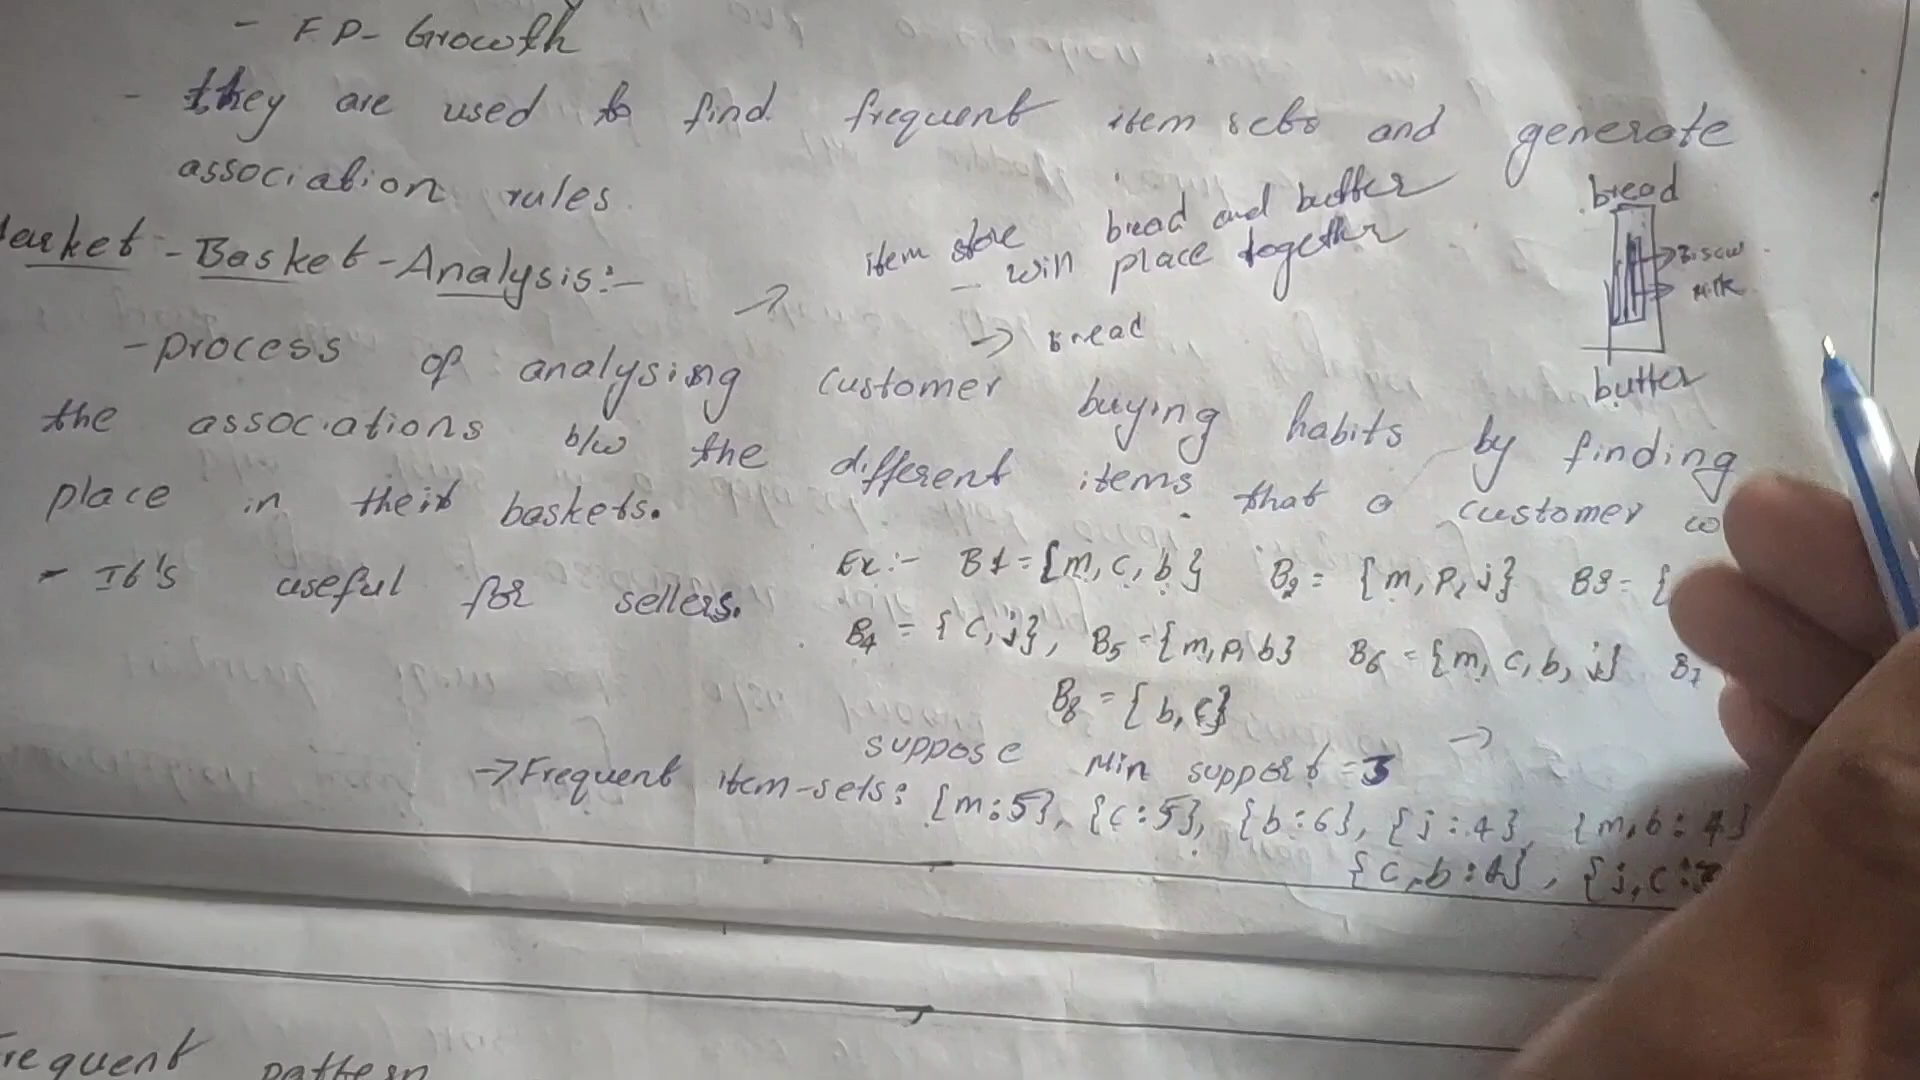 - FP- Growth
- they are used to find frequent item sets and generate
association rules.
Market-Basket-Analysis:-
item store bread and butter
- will place together
→ Bread
bread
→
→ milk
butter
- process of analysing customer buying habits by finding
the associations b/w the different items that a customer
place in their baskets.
- It's useful for sellers.
Ex:- B1={m, c, b} B2 = {m, p, j} B3 = {
B4 = {c, j}, B5 = {m, p, b} B6 = {m, c, b, j} B7
B8 = {b, c}
suppose Min support = 3 →
→ Frequent item-sets: {m:5}, {c:5}, {b:6}, {j:4}, {m,b:4}
{c,b:4}, {j,c:
requent pattern